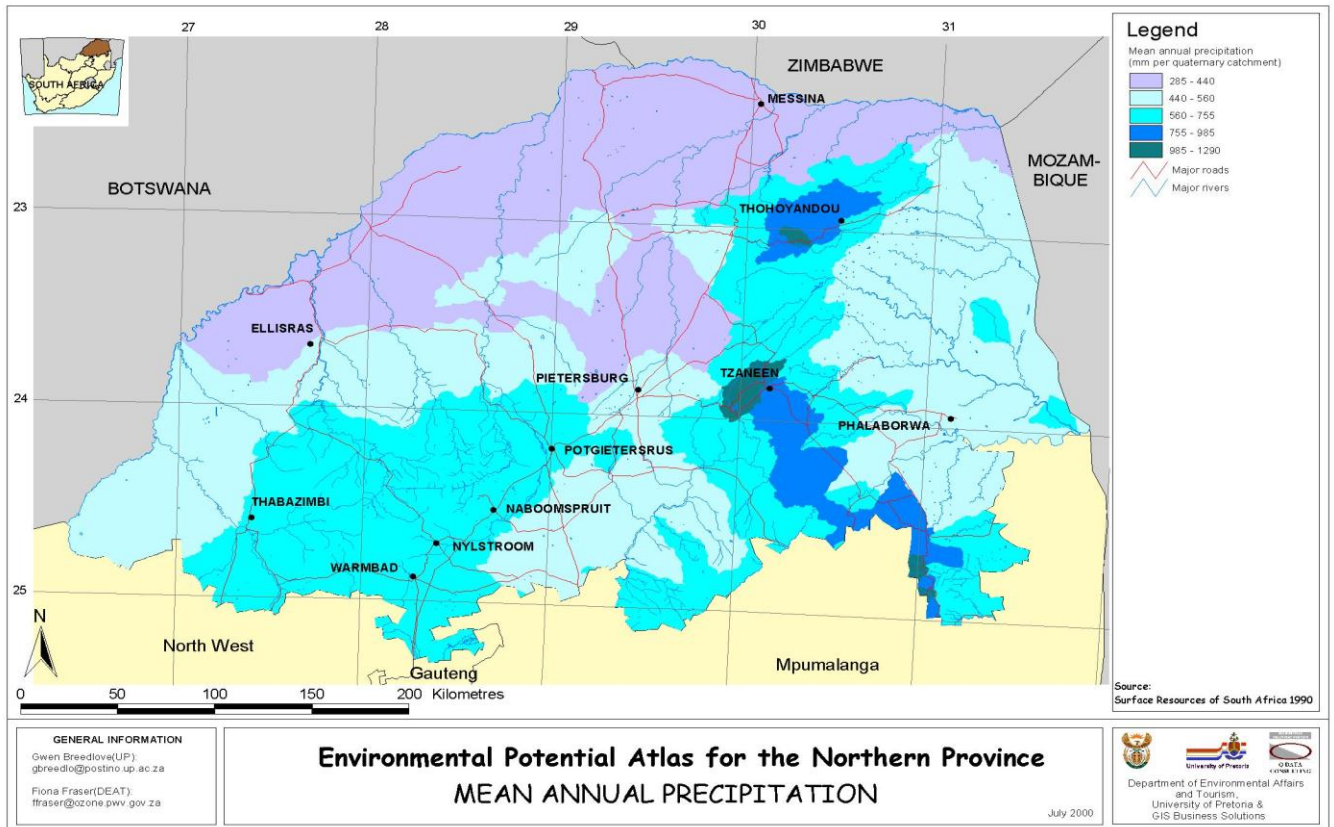 27
28
29
30
31
SOUTH AFRICA
ZIMBABWE
MESSINA
MOZAM-
BIQUE
BOTSWANA
23
THOHOYANDOU
ELLISRAS
PIETERSBURG
TZANEEN
24
PHALABORWA
POTGIETERSRUS
THABAZIMBI
NABOOMSPRUIT
NYLSTROOM
WARMBAD
25
N
North West
Gauteng
Mpumalanga
0 50 100 150 200 Kilometres
Legend
Mean annual precipitation
(mm per quaternary catchment)
285 - 440
440 - 560
560 - 755
755 - 985
985 - 1290
Major roads
Major rivers
Source:
Surface Resources of South Africa 1990
GENERAL INFORMATION
Gwen Breedlove(UP):
gbreedlo@postino.up.ac.za
Fiona Fraser(DEAT):
ffraser@ozone.pwv.gov.za
Environmental Potential Atlas for the Northern Province
MEAN ANNUAL PRECIPITATION
July 2000
University of Pretoria
Q DATA
CONSULTING
Department of Environmental Affairs
and Tourism,
University of Pretoria &
GIS Business Solutions